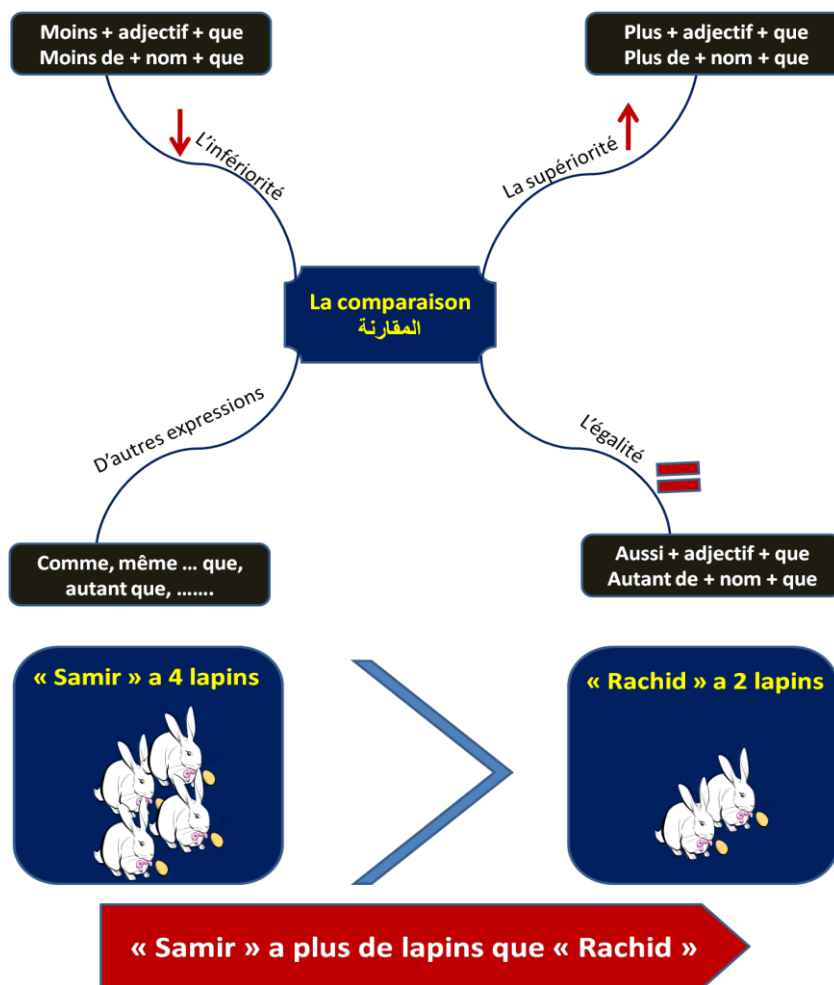 Moins + adjectif + que
Moins de + nom + que
Plus + adjectif + que
Plus de + nom + que
L'infériorité
La supériorité
La comparaison
المقارنة
D'autres expressions
L'égalité
Comme, même ... que,
autant que, .......
Aussi + adjectif + que
Autant de + nom + que
« Samir » a 4 lapins
« Rachid » a 2 lapins
« Samir » a plus de lapins que « Rachid »